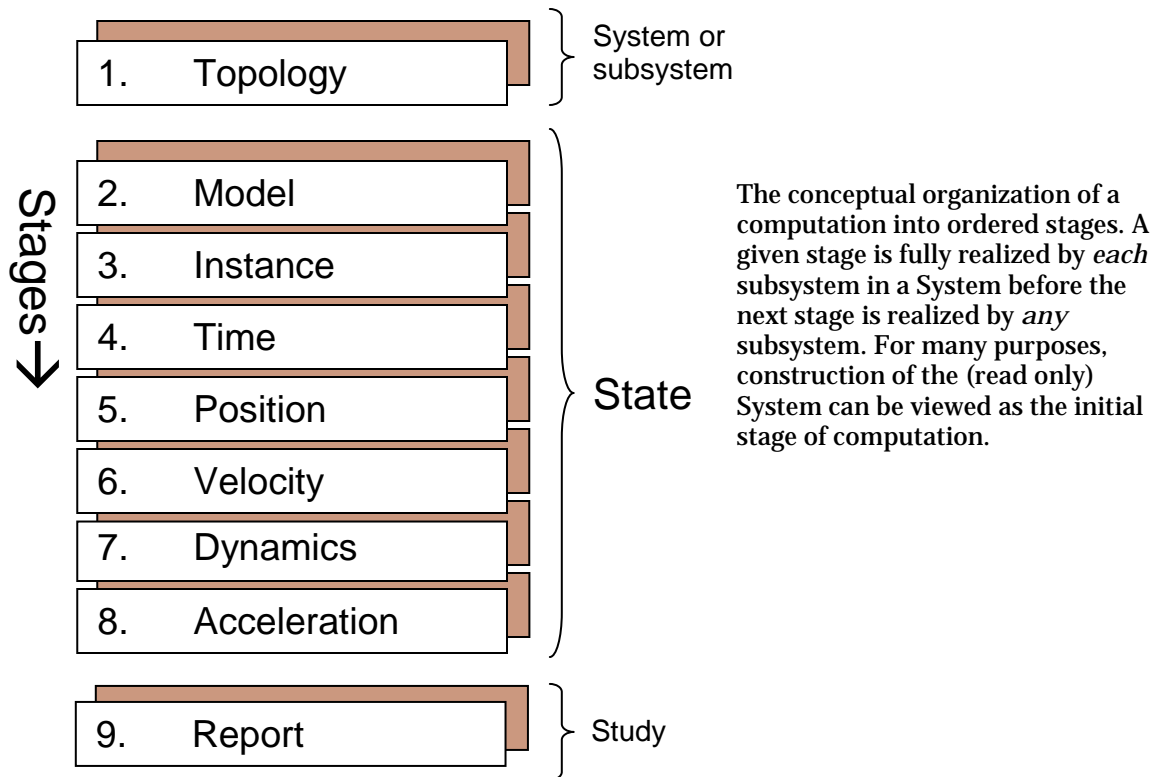 1. Topology
System or
subsystem
Stages→
2. Model
3. Instance
4. Time
5. Position
6. Velocity
7. Dynamics
8. Acceleration
State
9. Report
Study
The conceptual organization of a
computation into ordered stages. A
given stage is fully realized by each
subsystem in a System before the
next stage is realized by any
subsystem. For many purposes,
construction of the (read only)
System can be viewed as the initial
stage of computation.